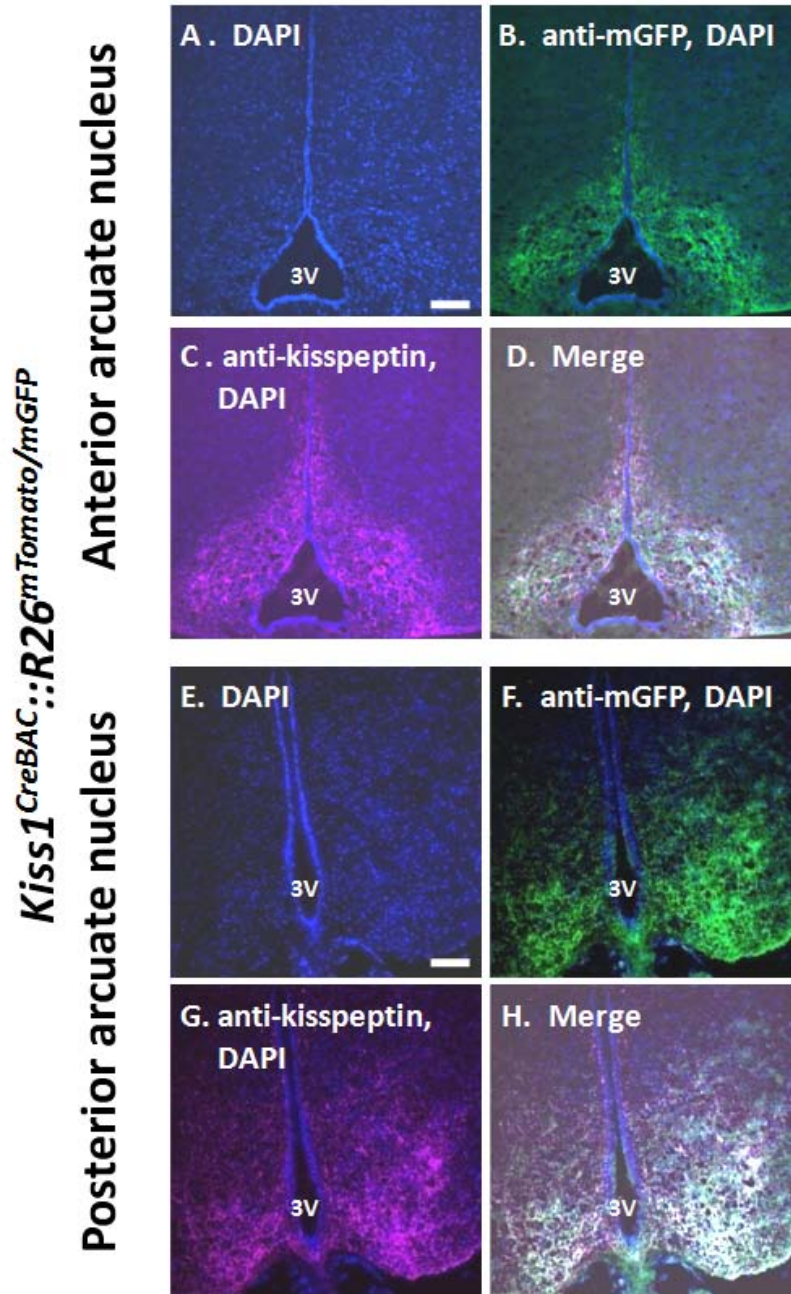 Kiss1CreBAC::R26mTomato/mGFP
Anterior arcuate nucleus
A . DAPI
3V
B. anti-mGFP, DAPI
3V
C . anti-kisspeptin,
DAPI
3V
D. Merge
3V
Posterior arcuate nucleus
E. DAPI
3V
F. anti-mGFP, DAPI
3V
G. anti-kisspeptin,
DAPI
3V
H. Merge
3V